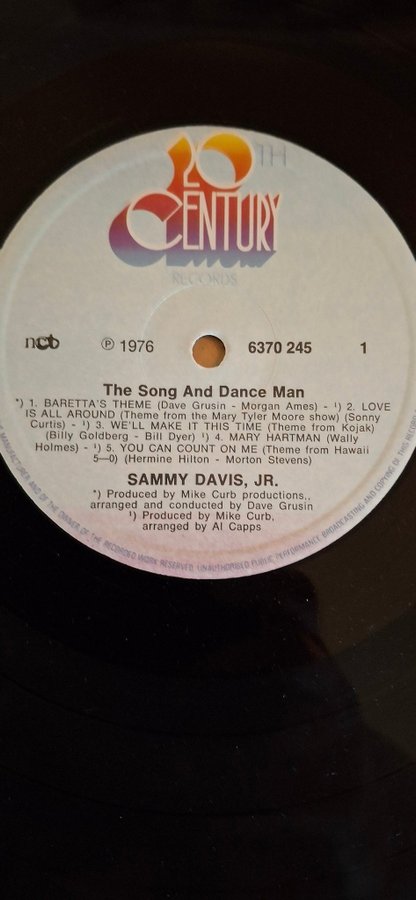 20TH
CENTURY
RECORDS
ncb
℗ 1976
6370 245
1
The Song And Dance Man
*) 1. BARETTA'S THEME (Dave Grusin - Morgan Ames) - ¹) 2. LOVE
IS ALL AROUND (Theme from the Mary Tyler Moore show) (Sonny
Curtis) - ¹) 3. WE'LL MAKE IT THIS TIME (Theme from Kojak)
(Billy Goldberg - Bill Dyer) ¹) 4. MARY HARTMAN (Wally
Holmes) - ¹) 5. YOU CAN COUNT ON ME (Theme from Hawaii
5—0) (Hermine Hilton - Morton Stevens)
SAMMY DAVIS, JR.
*) Produced by Mike Curb productions,,
arranged and conducted by Dave Grusin
¹) Produced by Mike Curb,
arranged by Al Capps
AND OF THE OWNER OF THE RECORDED WORK RESERVED. UNAUTHORISED PUBLIC PERFORMANCE, BROADCASTING AND COPYING OF